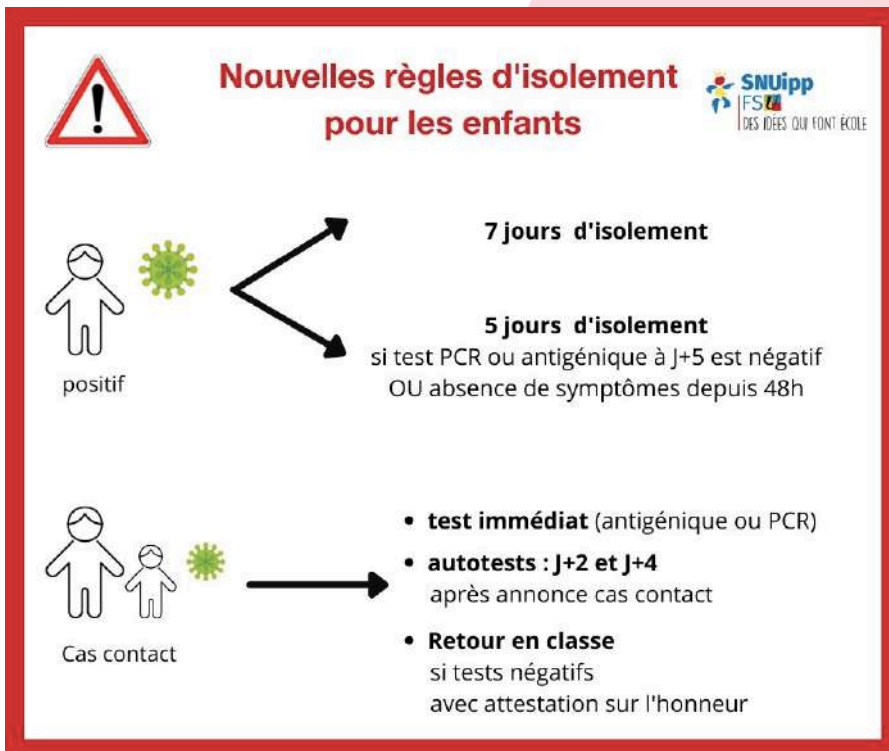 Nouvelles règles d'isolement
pour les enfants
SNUipp
FSU
DES IDÉES QUI FONT ÉCOLE
7 jours d'isolement
5 jours d'isolement
si test PCR ou antigénique à J+5 est négatif
OU absence de symptômes depuis 48h
positif
• test immédiat (antigénique ou PCR)
• autotests : J+2 et J+4
après annonce cas contact
• Retour en classe
si tests négatifs
avec attestation sur l'honneur
Cas contact